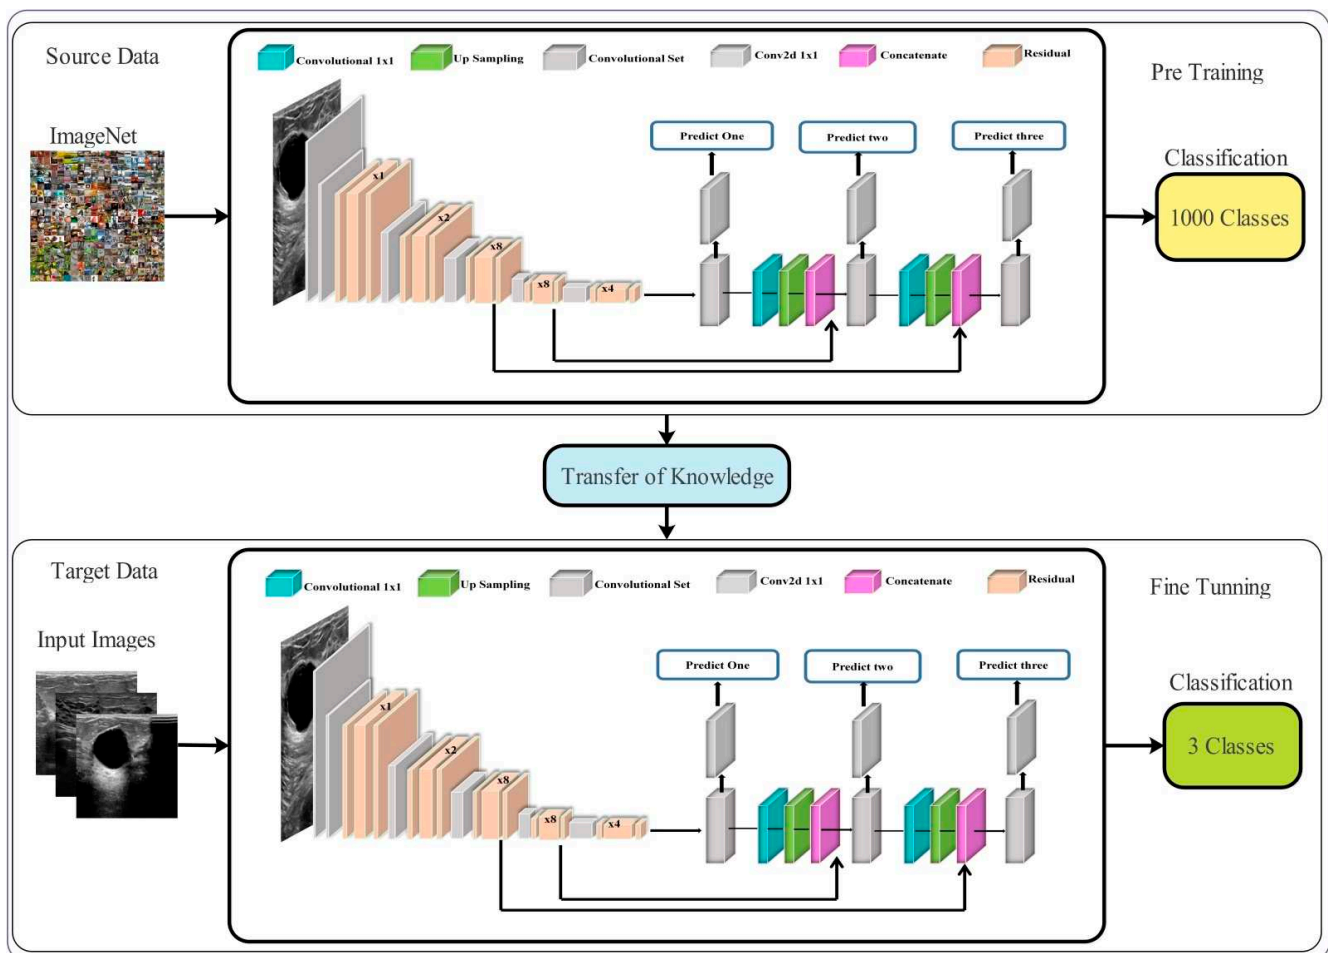 Source Data
ImageNet
Convolutional 1x1
Up Sampling
Convolutional Set
Conv2d 1x1
Concatenate
Residual
x1
x2
x8
x8
x4
Predict One
Predict two
Predict three
Pre Training
Classification
1000 Classes
Transfer of Knowledge
Target Data
Input Images
Convolutional 1x1
Up Sampling
Convolutional Set
Conv2d 1x1
Concatenate
Residual
x1
x2
x8
x8
x4
Predict One
Predict two
Predict three
Fine Tunning
Classification
3 Classes